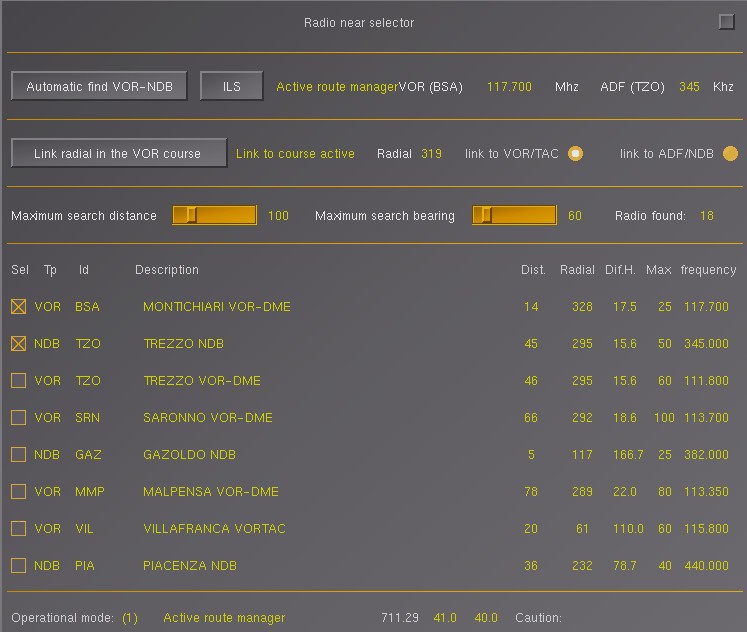 Radio near selector
Automatic find VOR-NDB ILS Active route managerVOR (BSA) 117.700 Mhz ADF (TZO) 345 Khz
Link radial in the VOR course Link to course active Radial 319 link to VOR/TAC link to ADF/NDB
Maximum search distance 100 Maximum search bearing 60 Radio found: 18
Sel Tp Id Description Dist. Radial Dif.H. Max frequency
VOR BSA MONTICHIARI VOR-DME 14 328 17.5 25 117.700
NDB TZO TREZZO NDB 45 295 15.6 50 345.000
VOR TZO TREZZO VOR-DME 46 295 15.6 60 111.800
VOR SRN SARONNO VOR-DME 66 292 18.6 100 113.700
NDB GAZ GAZOLDO NDB 5 117 166.7 25 382.000
VOR MMP MALPENSA VOR-DME 78 289 22.0 80 113.350
VOR VIL VILLAFRANCA VORTAC 20 61 110.0 60 115.800
NDB PIA PIACENZA NDB 36 232 78.7 40 440.000
Operational mode: (1) Active route manager 711.29 41.0 40.0 Caution: